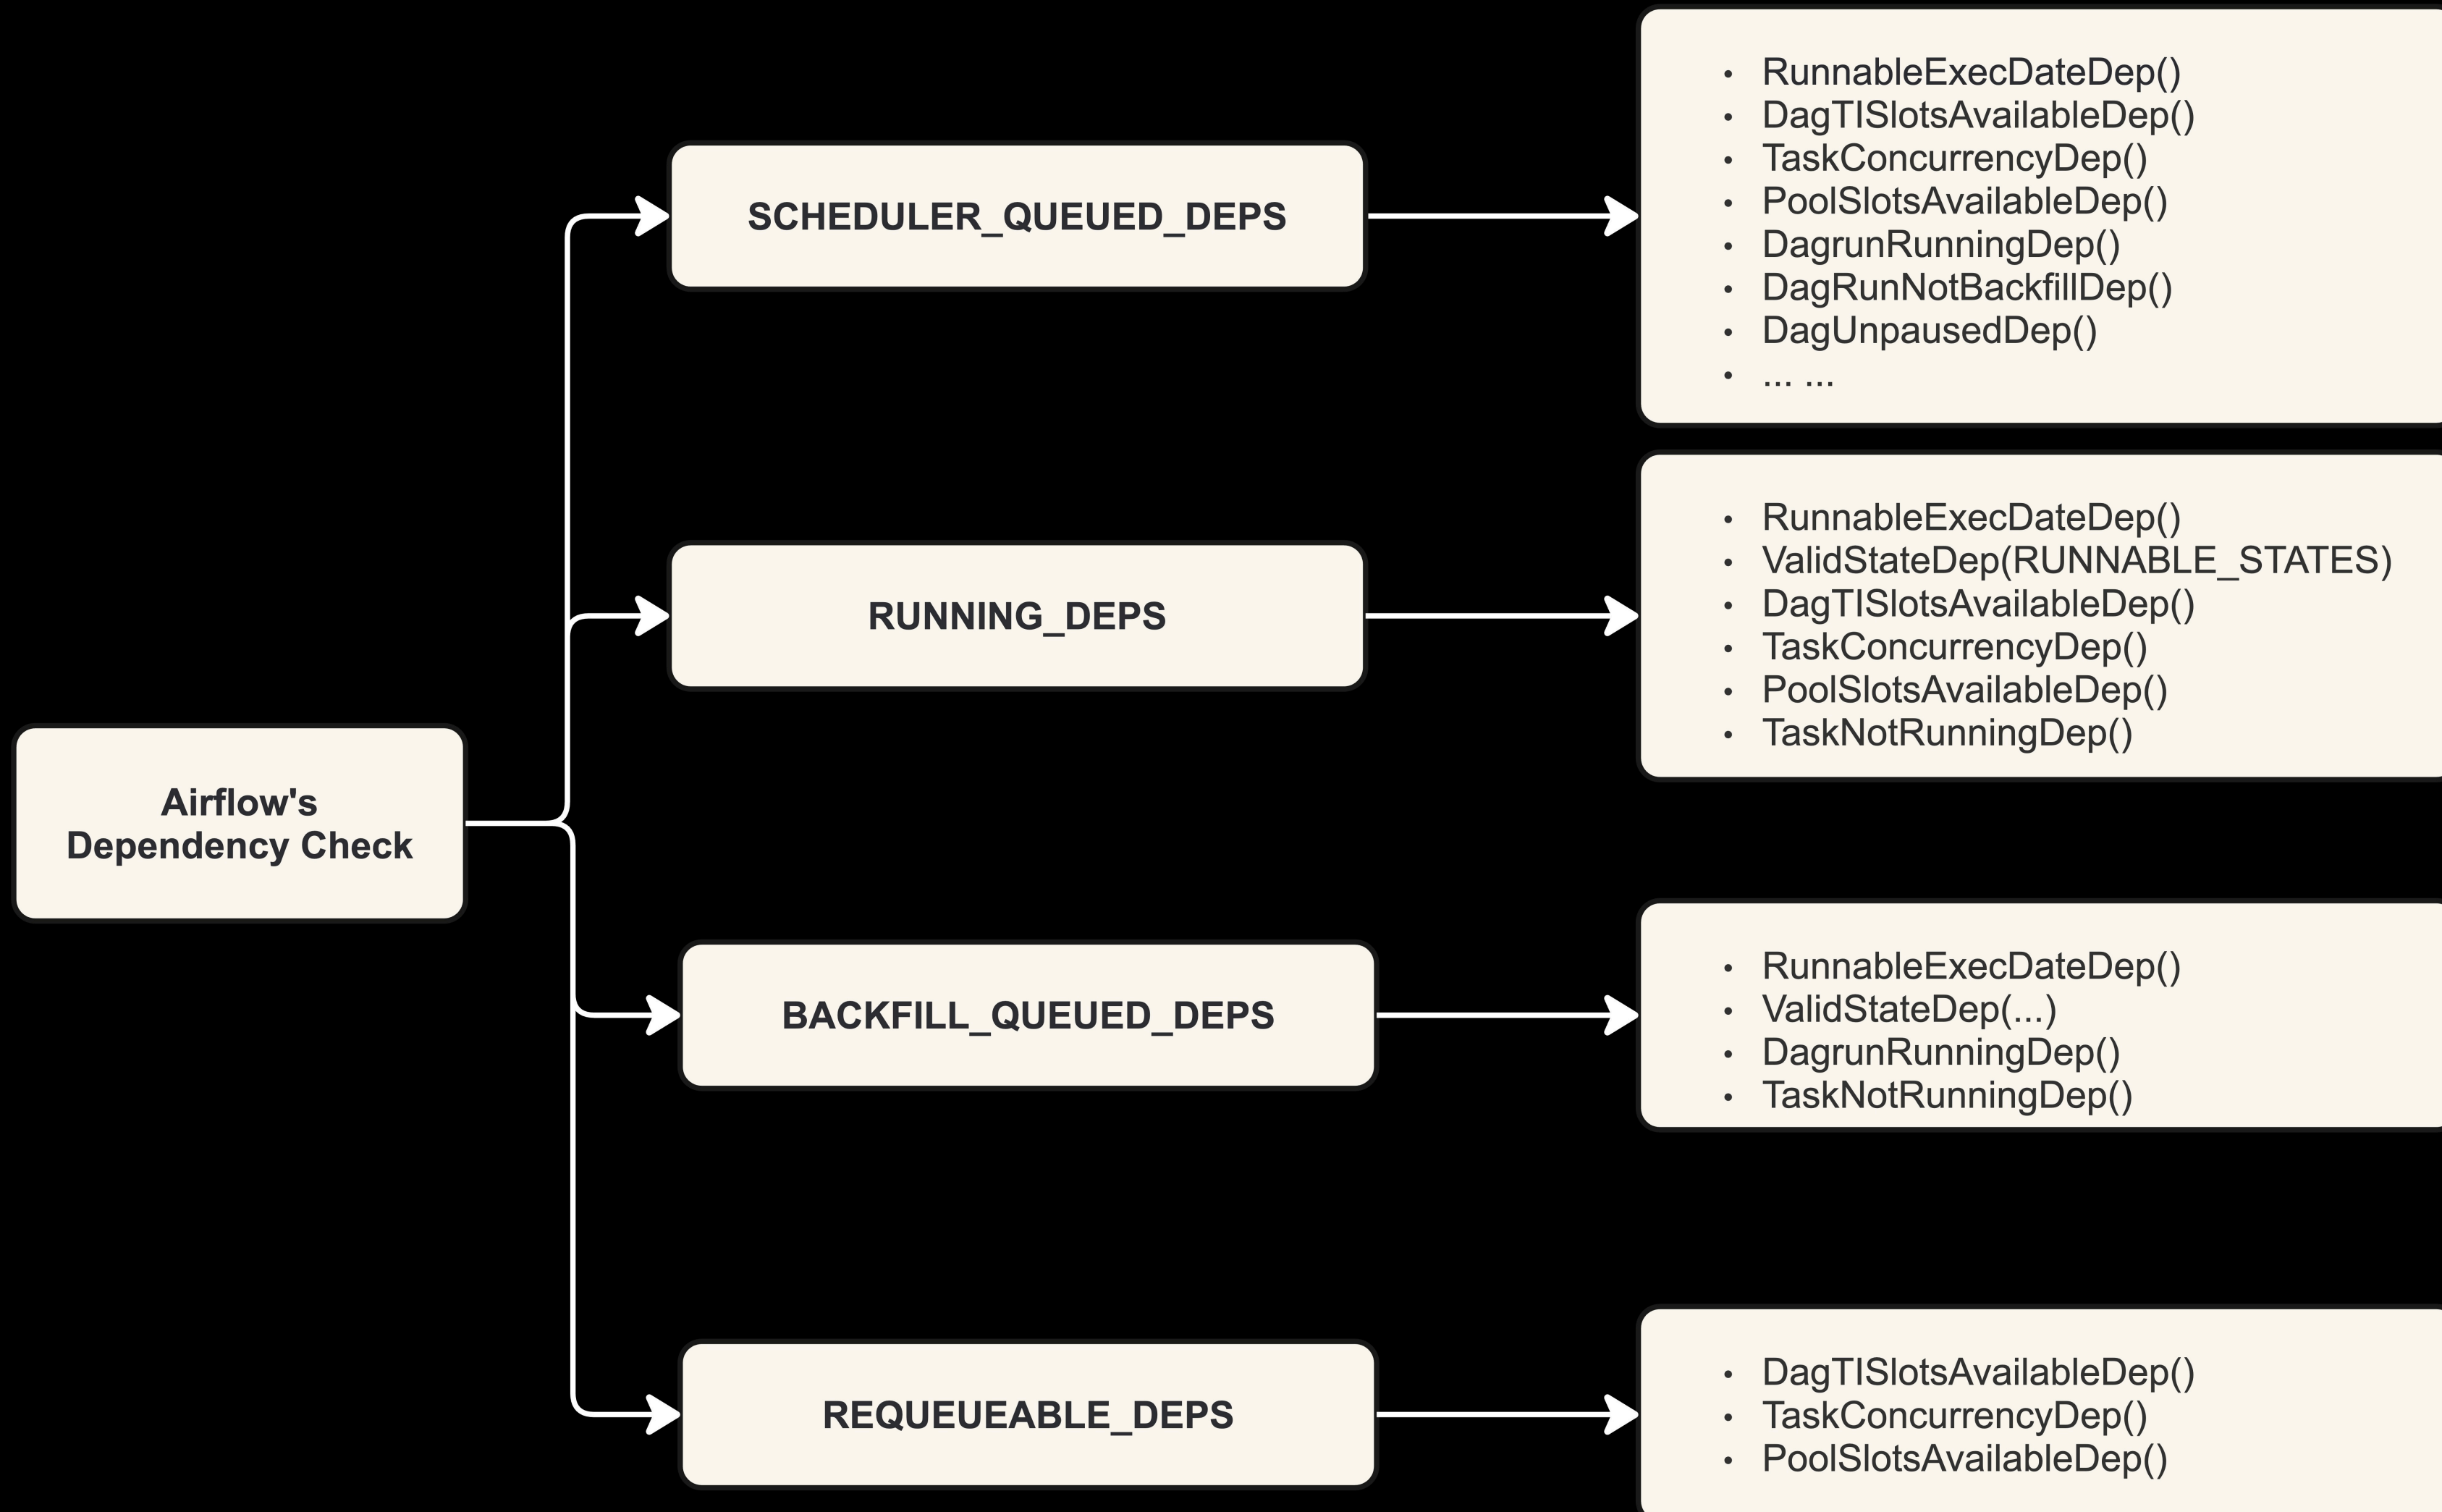 Airflow's
Dependency Check
SCHEDULER_QUEUED_DEPS
• RunnableExecDateDep()
• DagTISlotsAvailableDep()
• TaskConcurrencyDep()
• PoolSlotsAvailableDep()
• DagrunRunningDep()
• DagRunNotBackfillDep()
• DagUnpausedDep()
• ... ...
RUNNING_DEPS
• RunnableExecDateDep()
• ValidStateDep(RUNNABLE_STATES)
• DagTISlotsAvailableDep()
• TaskConcurrencyDep()
• PoolSlotsAvailableDep()
• TaskNotRunningDep()
BACKFILL_QUEUED_DEPS
• RunnableExecDateDep()
• ValidStateDep(...)
• DagrunRunningDep()
• TaskNotRunningDep()
REQUEUEABLE_DEPS
• DagTISlotsAvailableDep()
• TaskConcurrencyDep()
• PoolSlotsAvailableDep()